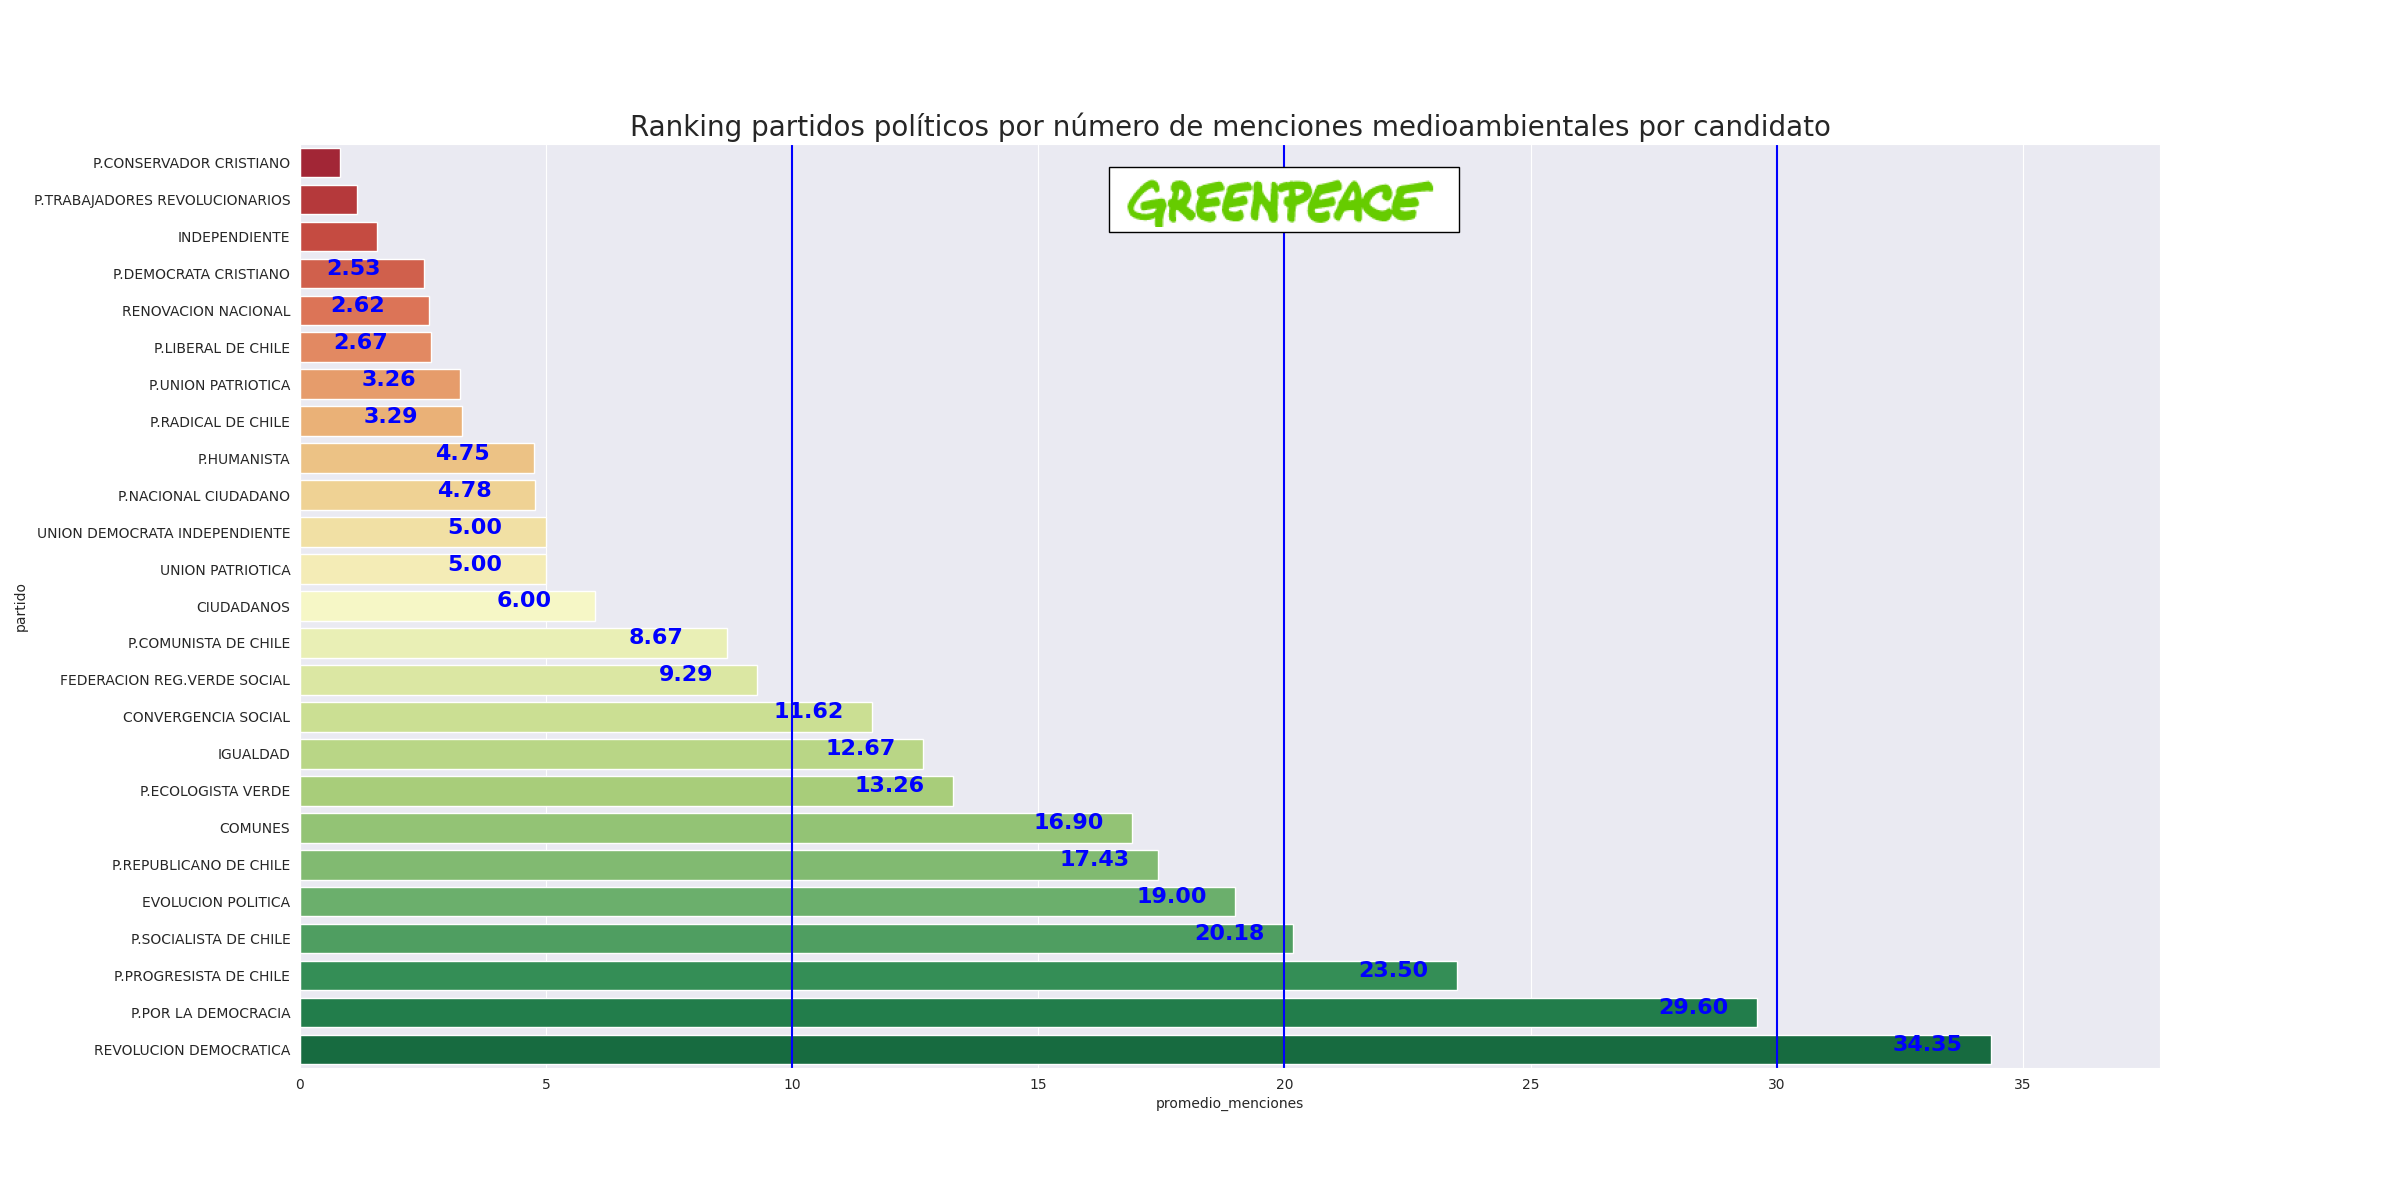 Ranking partidos políticos por número de menciones medioambientales por candidato
GREENPEACE
P.CONSERVADOR CRISTIANO
P.TRABAJADORES REVOLUCIONARIOS
INDEPENDIENTE
P.DEMOCRATA CRISTIANO 2.53
RENOVACION NACIONAL 2.62
P.LIBERAL DE CHILE 2.67
P.UNION PATRIOTICA 3.26
P.RADICAL DE CHILE 3.29
P.HUMANISTA 4.75
P.NACIONAL CIUDADANO 4.78
UNION DEMOCRATA INDEPENDIENTE 5.00
UNION PATRIOTICA 5.00
CIUDADANOS 6.00
P.COMUNISTA DE CHILE 8.67
FEDERACION REG.VERDE SOCIAL 9.29
CONVERGENCIA SOCIAL 11.62
IGUALDAD 12.67
P.ECOLOGISTA VERDE 13.26
COMUNES 16.90
P.REPUBLICANO DE CHILE 17.43
EVOLUCION POLITICA 19.00
P.SOCIALISTA DE CHILE 20.18
P.PROGRESISTA DE CHILE 23.50
P.POR LA DEMOCRACIA 29.60
REVOLUCION DEMOCRATICA 34.35
partido
0 5 10 15 20 25 30 35
promedio_menciones